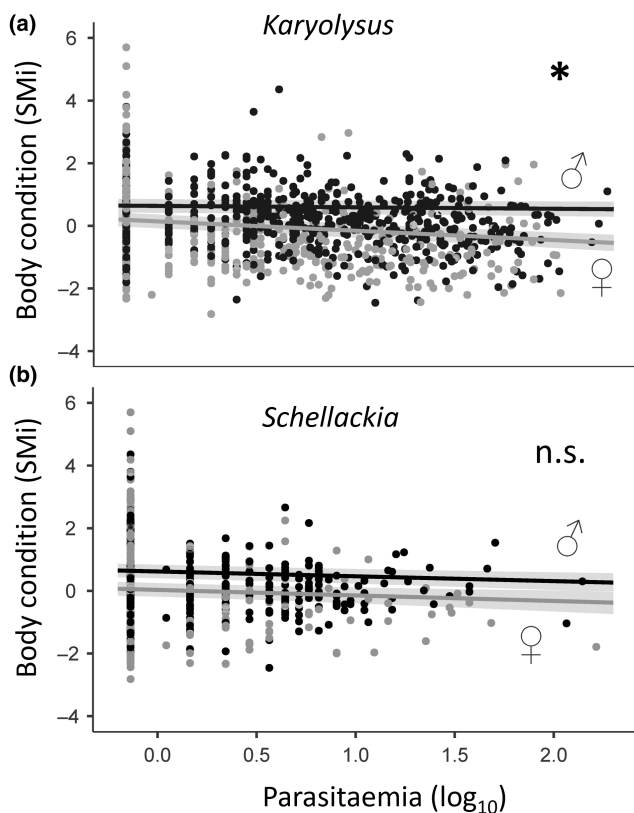 (a)
Karyolysus
*
♂
♀
Body condition (SMi)
6
4
2
0
−2
−4
(b)
Schellackia
n.s.
♂
♀
Body condition (SMi)
6
4
2
0
−2
−4
0.0 0.5 1.0 1.5 2.0
Parasitaemia (log10)